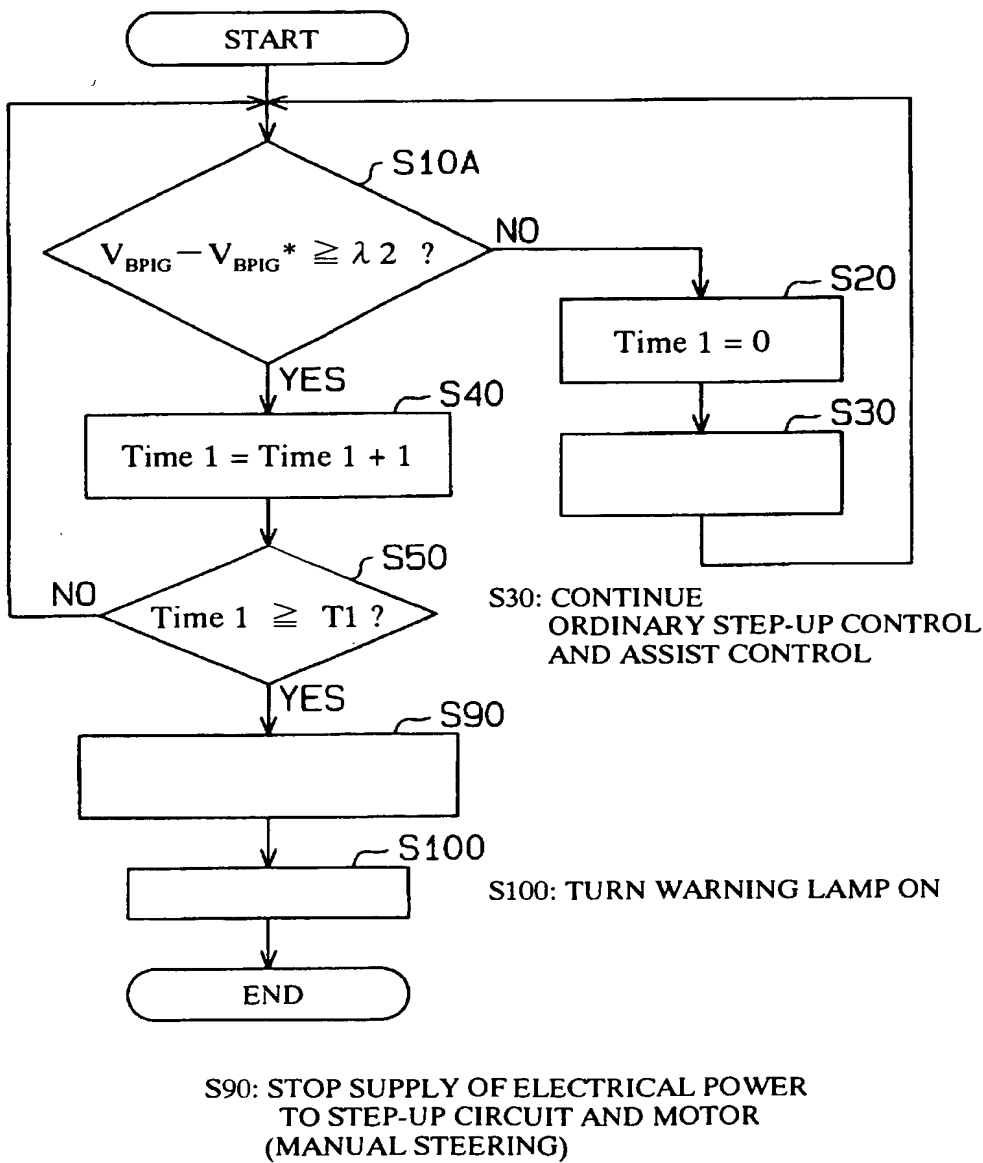 START
S10A
V_BPIG − V_BPIG* ≧ λ2 ?
NO
S20
Time 1 = 0
YES
S40
S30
Time 1 = Time 1 + 1
S50
NO
Time 1 ≧ T1 ?
S30: CONTINUE
ORDINARY STEP-UP CONTROL
AND ASSIST CONTROL
YES
S90
S100
S100: TURN WARNING LAMP ON
END
S90: STOP SUPPLY OF ELECTRICAL POWER
TO STEP-UP CIRCUIT AND MOTOR
(MANUAL STEERING)